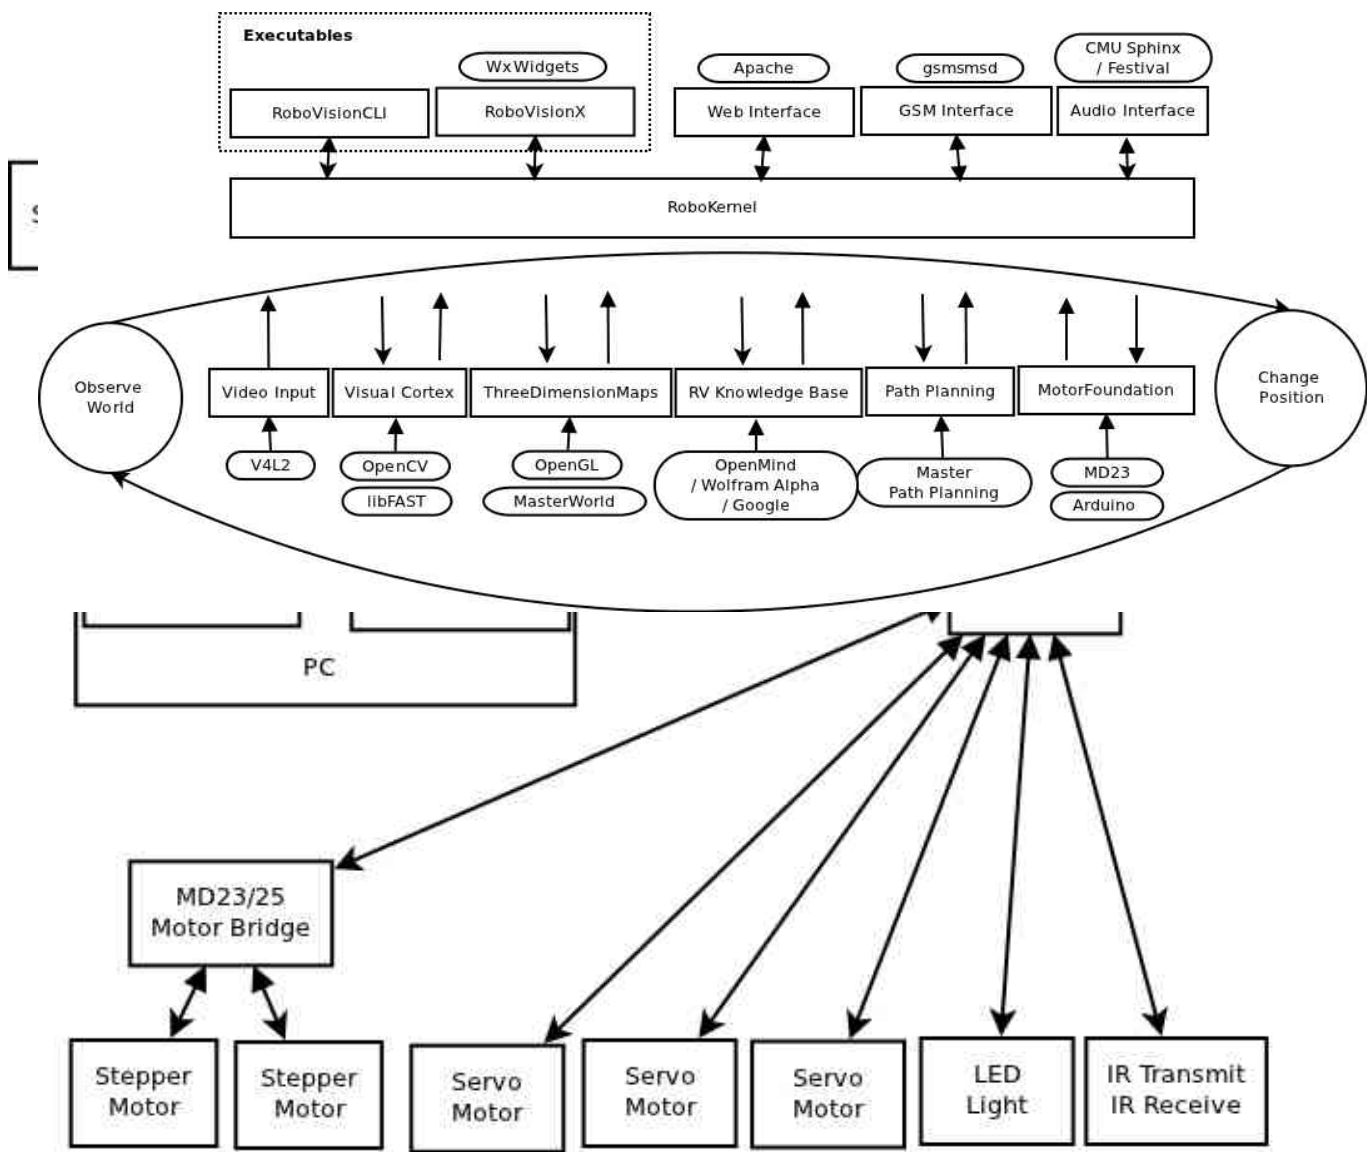 Executables
WxWidgets
Apache
gsmsmsd
CMU Sphinx
/ Festival
RoboVisionCLI
RoboVisionX
Web Interface
GSM Interface
Audio Interface
RoboKernel
Observe
World
Video Input
Visual Cortex
ThreeDimensionMaps
RV Knowledge Base
Path Planning
MotorFoundation
Change
Position
V4L2
OpenCV
libFAST
OpenGL
MasterWorld
OpenMind
/ Wolfram Alpha
/ Google
Master
Path Planning
MD23
Arduino
PC
MD23/25
Motor Bridge
Stepper
Motor
Stepper
Motor
Servo
Motor
Servo
Motor
Servo
Motor
LED
Light
IR Transmit
IR Receive